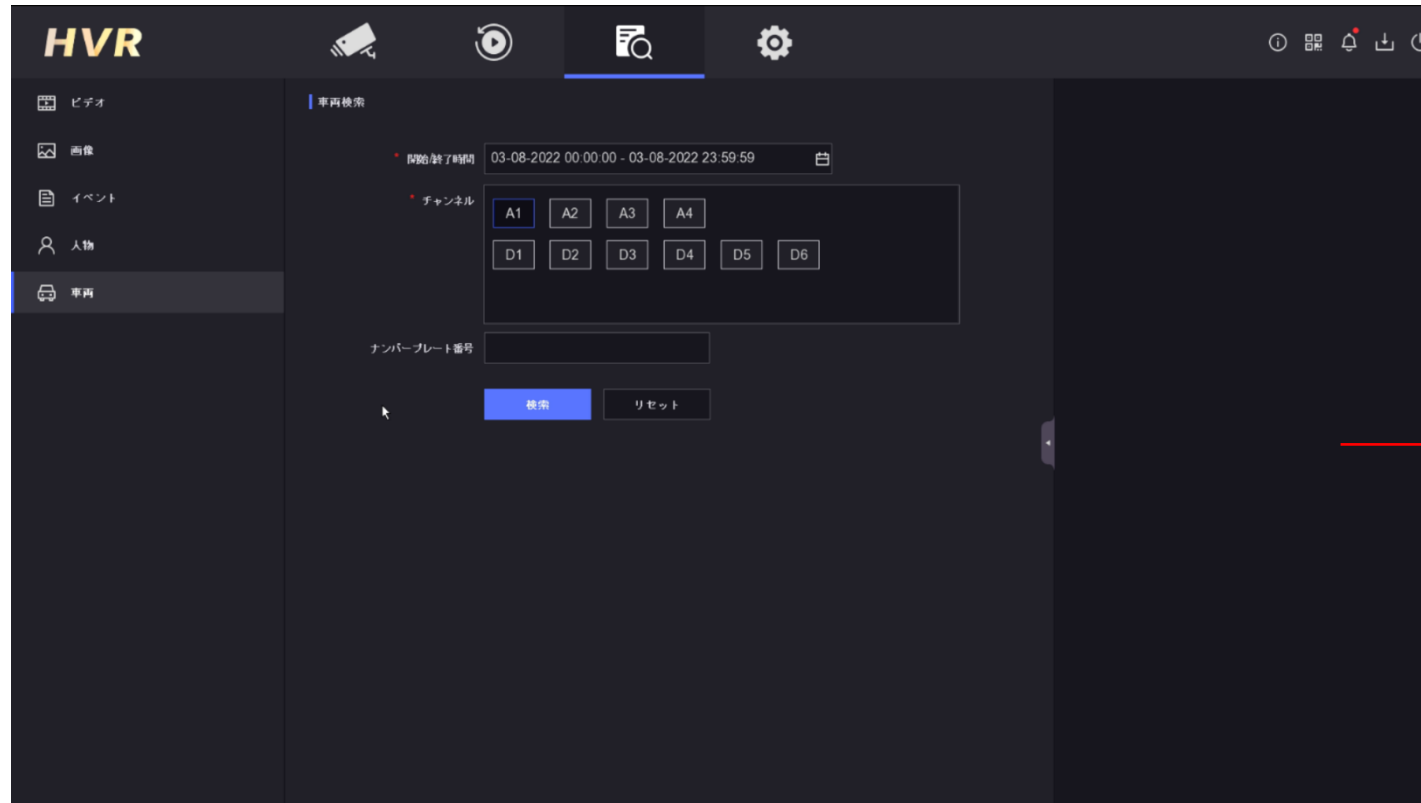 HVR
ビデオ
画像
イベント
人物
車両
車両検索
* 開始/終了時間 03-08-2022 00:00:00 - 03-08-2022 23:59:59
* チャンネル
A1 A2 A3 A4
D1 D2 D3 D4 D5 D6
ナンバープレート番号
検索 リセット